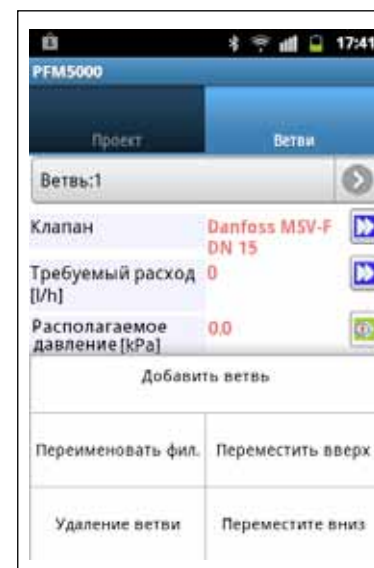 17:41
PFM5000
Проект
Ветви
Ветвь:1
Клапан Danfoss MSV-F
DN 15
Требуемый расход 0
[l/h]
Располагаемое 0.0
давление [kPa]
Добавить ветвь
Переименовать фил. Переместить вверх
Удаление ветви Переместите вниз